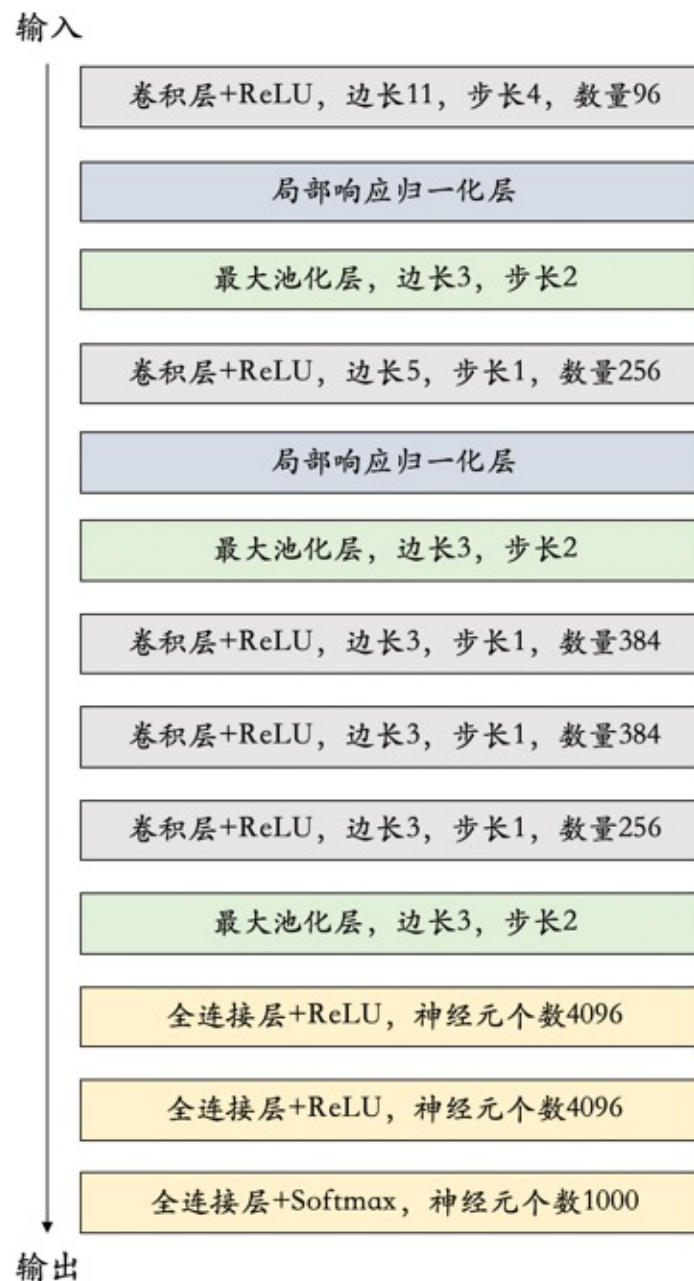 输入
卷积层+ReLU，边长11，步长4，数量96
局部响应归一化层
最大池化层，边长3，步长2
卷积层+ReLU，边长5，步长1，数量256
局部响应归一化层
最大池化层，边长3，步长2
卷积层+ReLU，边长3，步长1，数量384
卷积层+ReLU，边长3，步长1，数量384
卷积层+ReLU，边长3，步长1，数量256
最大池化层，边长3，步长2
全连接层+ReLU，神经元个数4096
全连接层+ReLU，神经元个数4096
全连接层+Softmax，神经元个数1000
输出